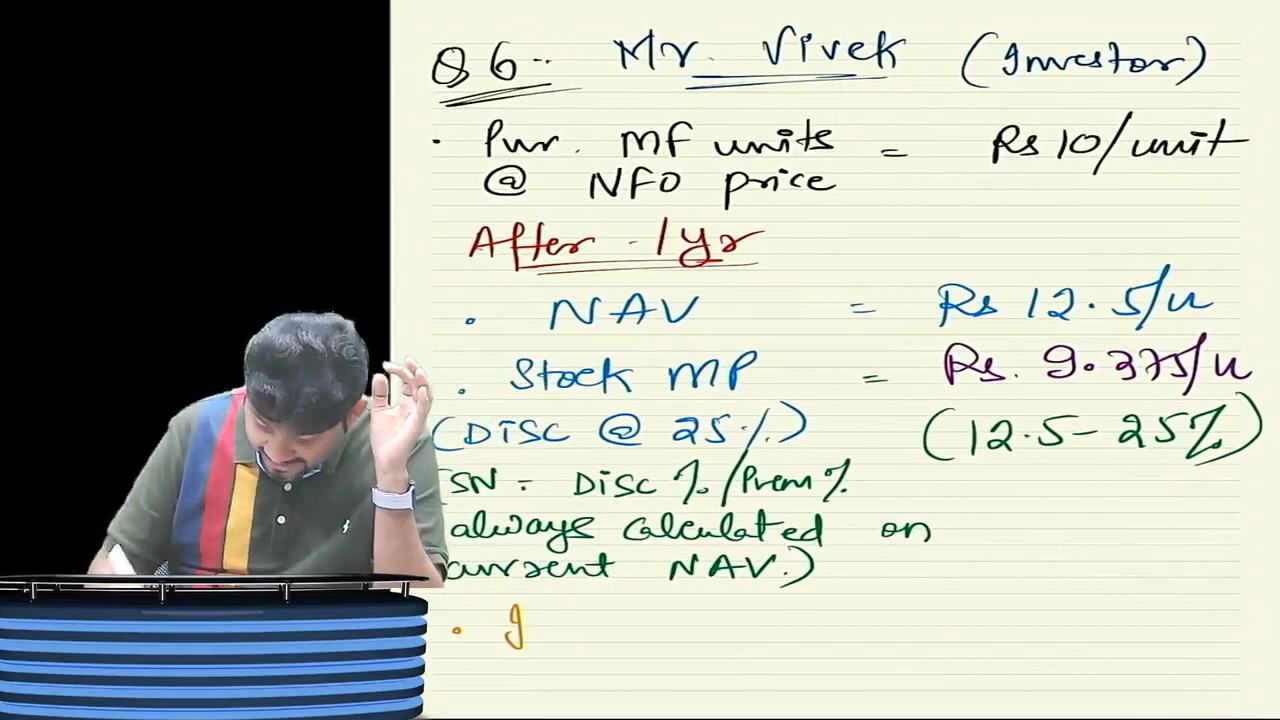 Q6.. Mr. Vivek (Investor)
• Pur. MF units = Rs 10/unit
@ NFO price
After - 1yr
• NAV = Rs 12.5/u
• Stock MP = Rs. 9.375/u
(DISC @ 25%) (12.5-25%)
SN - DISC %/Prem%
always calculated on
current NAV.)